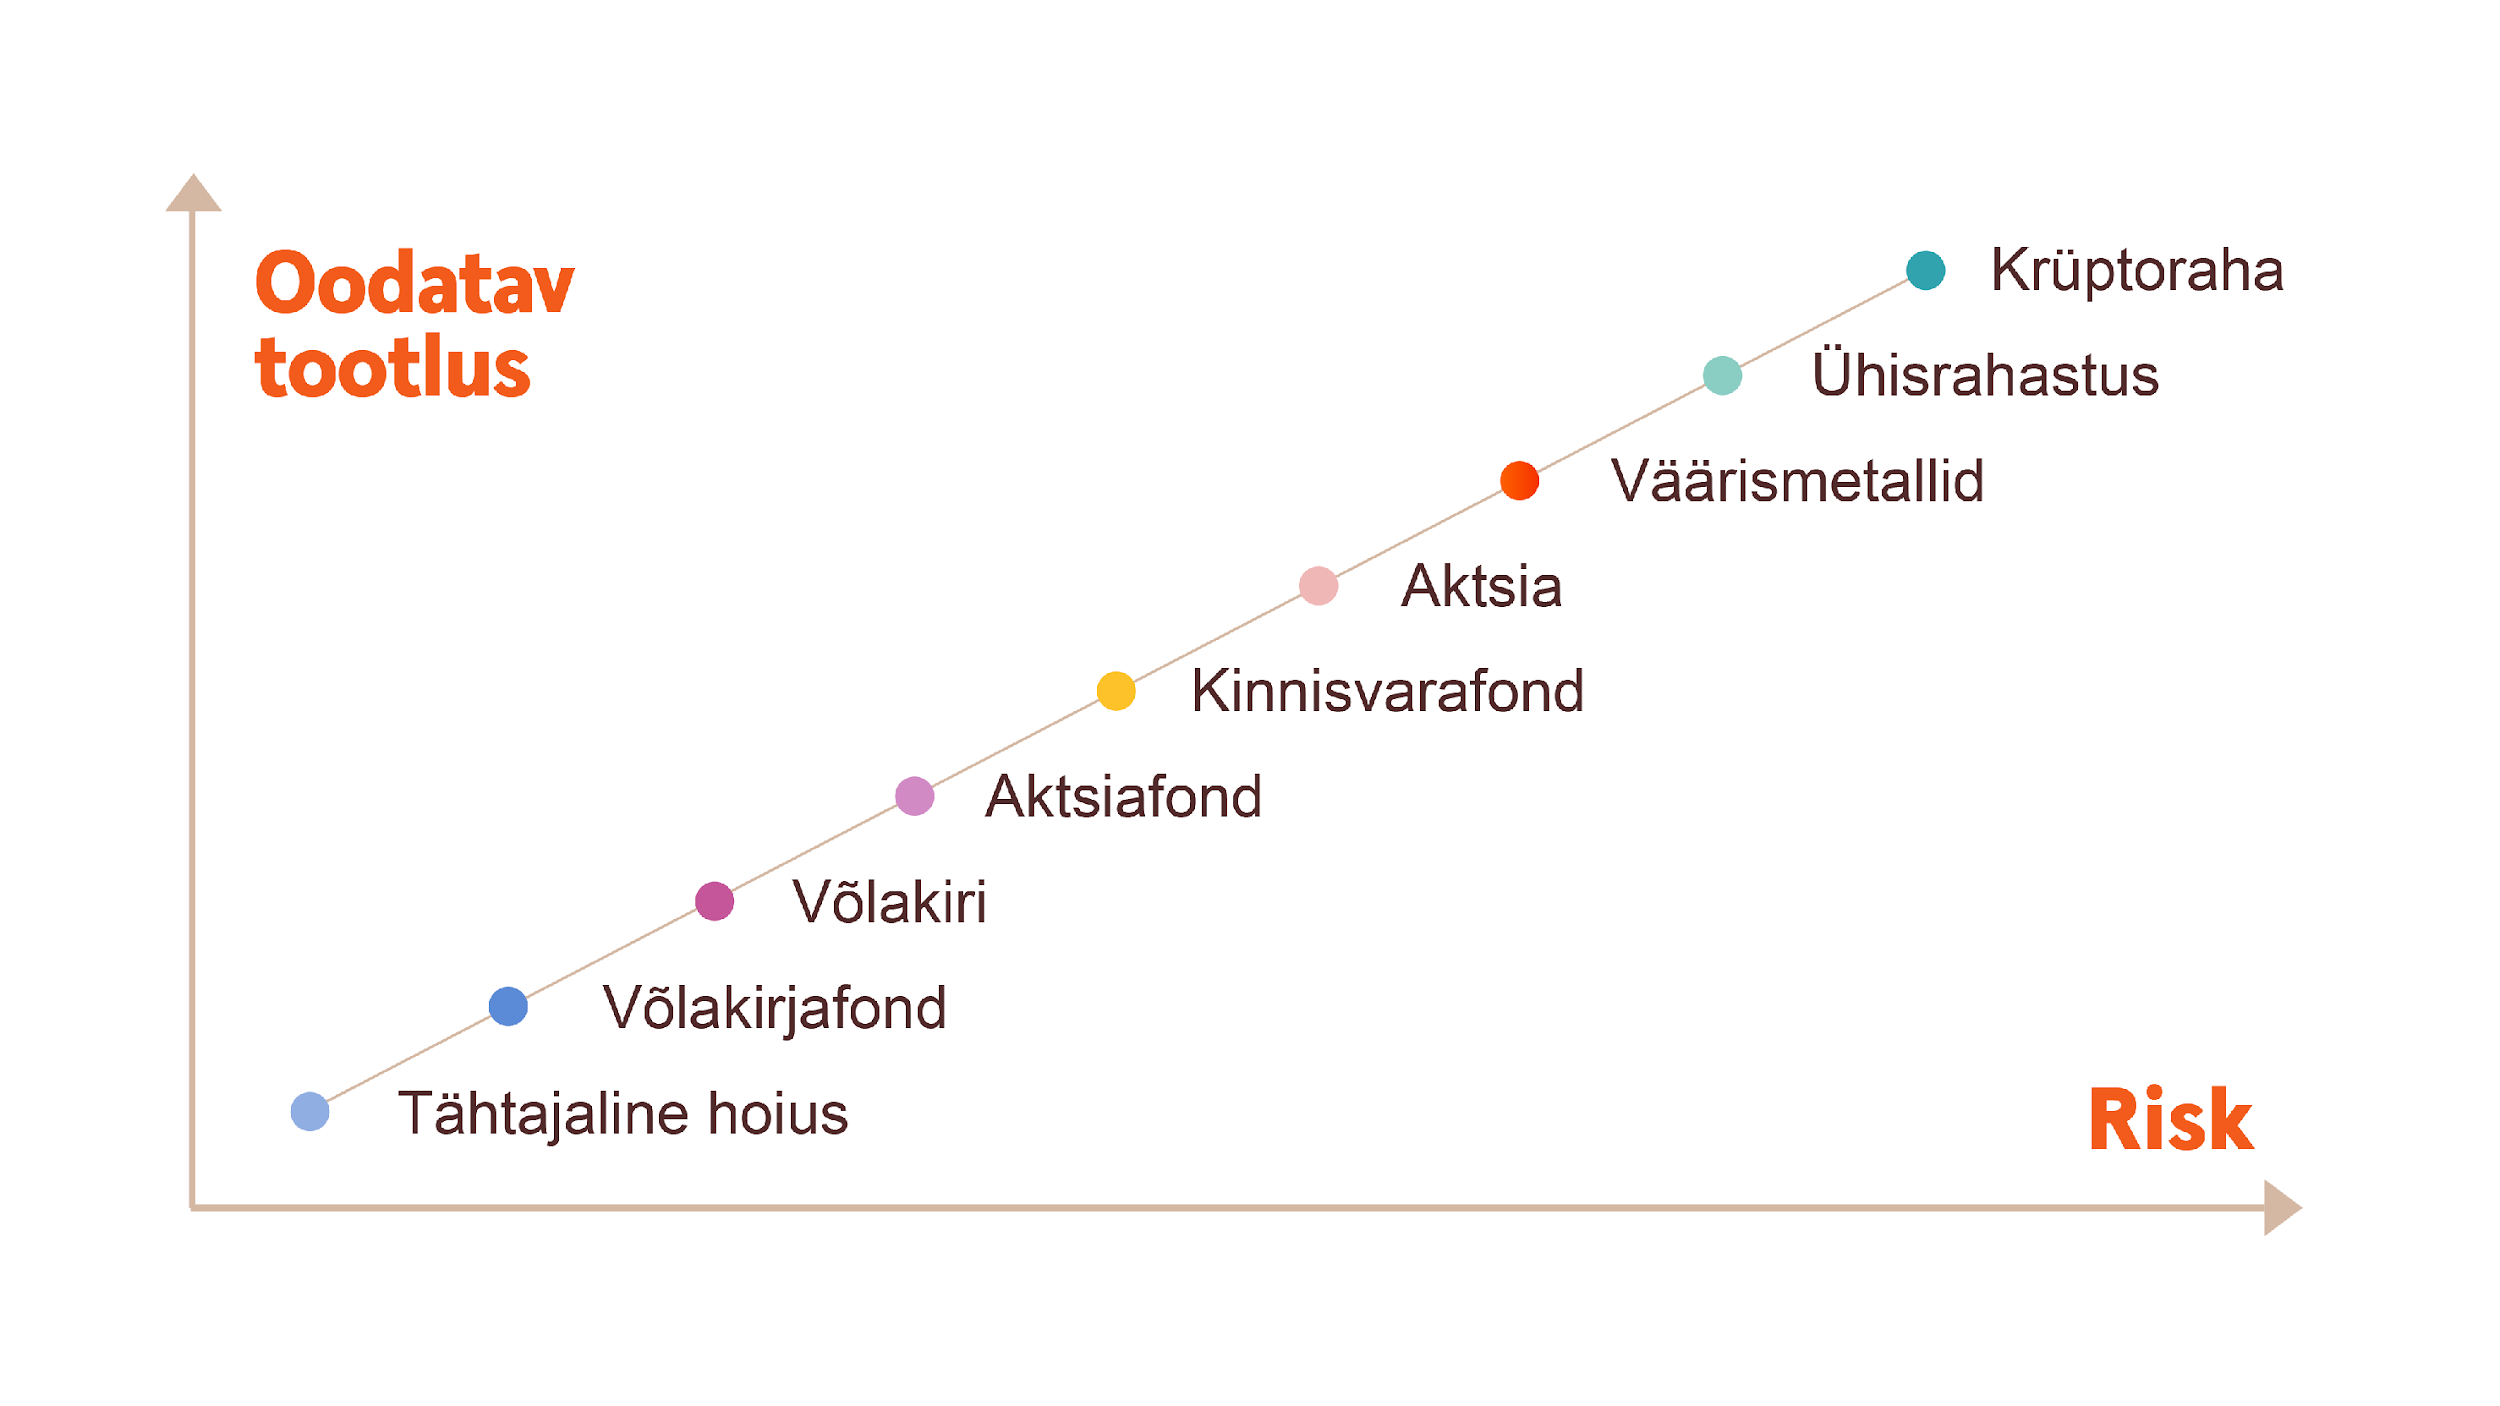 Oodatav
tootlus
Krüptoraha
Ühisrahastus
Väärismetallid
Aktsia
Kinnisvarafond
Aktsiafond
Võlakiri
Võlakirjafond
Tähtajaline hoius
Risk